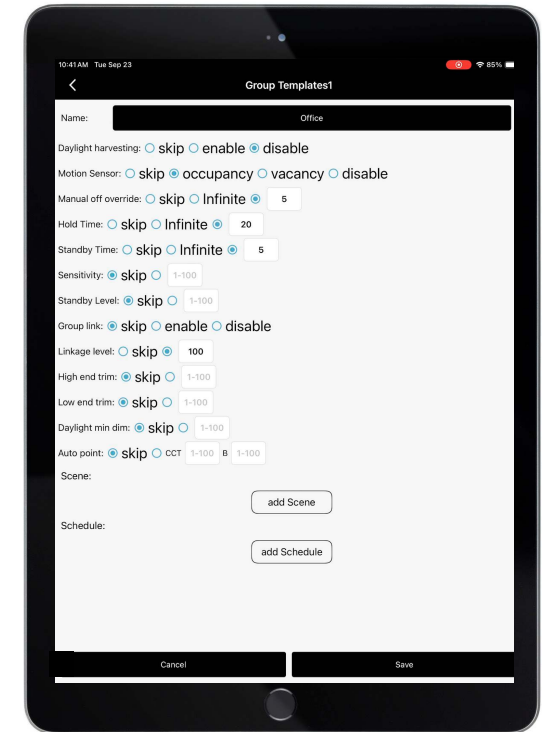 10:41 AM Tue Sep 23 85%
Group Templates1
Name: Office
Daylight harvesting: skip enable disable
Motion Sensor: skip occupancy vacancy disable
Manual off override: skip Infinite 5
Hold Time: skip Infinite 20
Standby Time: skip Infinite 5
Sensitivity: skip 1-100
Standby Level: skip 1-100
Group link: skip enable disable
Linkage level: skip 100
High end trim: skip 1-100
Low end trim: skip 1-100
Daylight min dim: skip 1-100
Auto point: skip CCT 1-100 B 1-100
Scene:
add Scene
Schedule:
add Schedule
Cancel Save